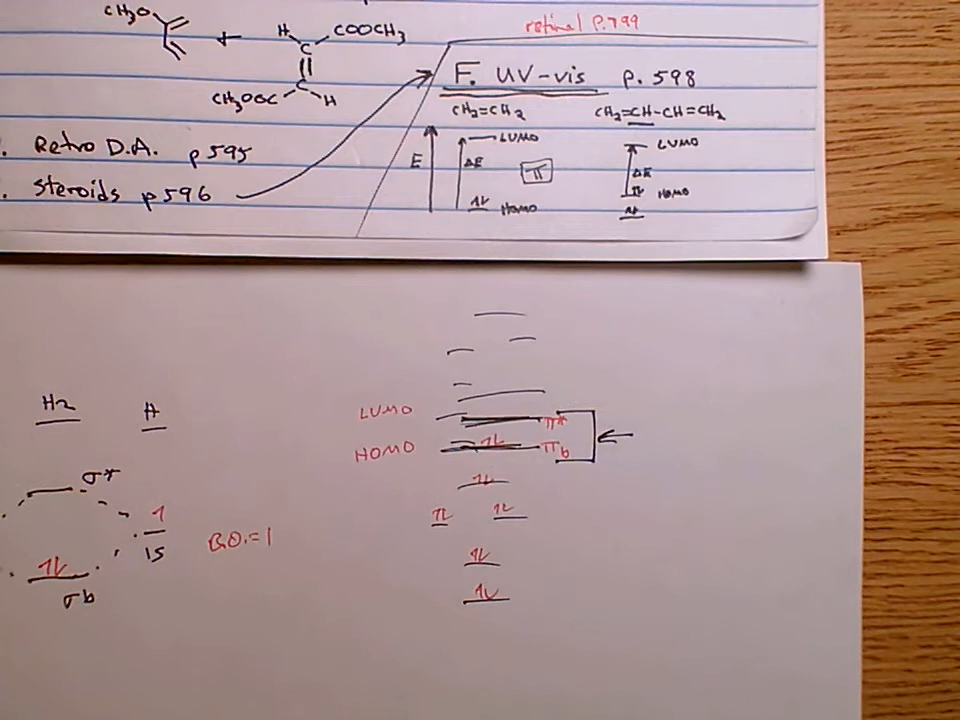 CH3O
+
H
C
COOCH3
CH3OOC
C
H
retinal p.799
F. UV-vis p. 598
CH2=CH2
CH2=CH-CH=CH2
Retro D.A. p595
Steroids p596
E
LUMO
ΔE
π
HOMO
LUMO
ΔE
HOMO
H2
H
σ*
1s
B.O.=1
σb
LUMO
π*
HOMO
πb